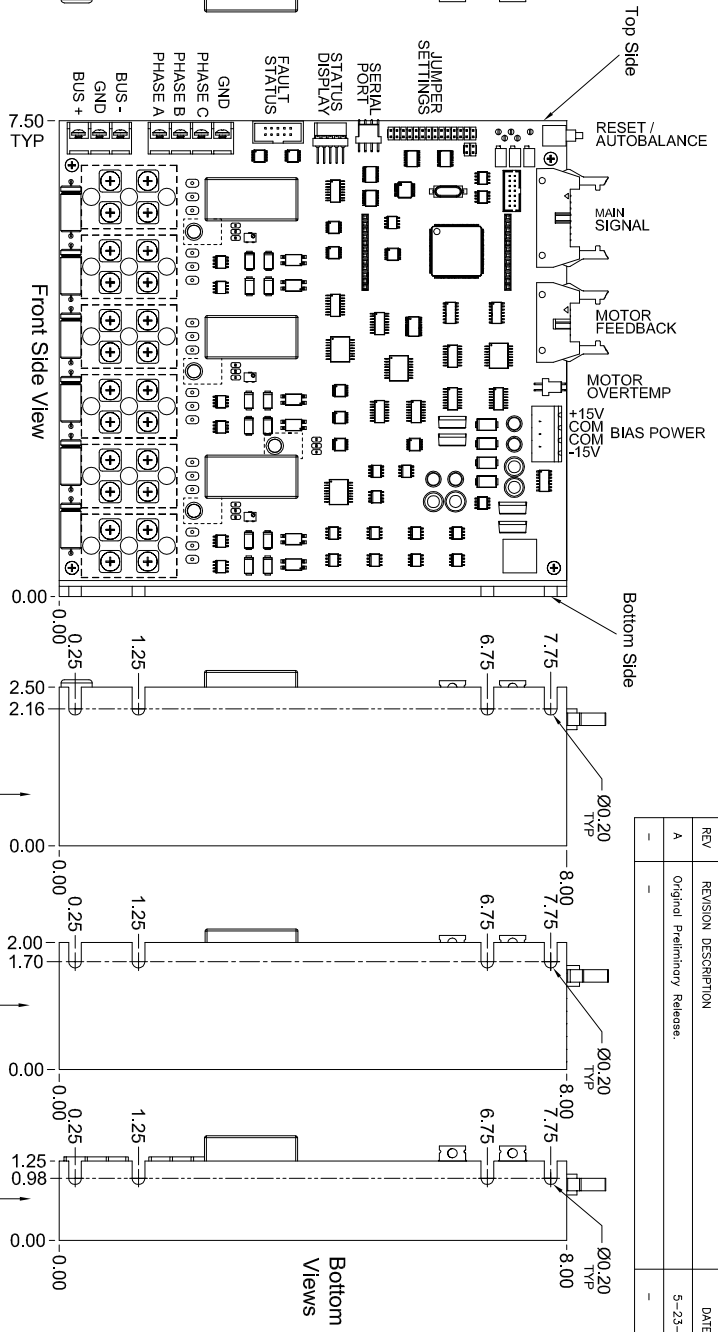 Top Side
JUMPER
SETTINGS
SERIAL
PORT
STATUS
DISPLAY
FAULT
STATUS
GND
PHASE C
PHASE B
PHASE A
BUS -
GND
BUS +
7.50
TYP
RESET /
AUTOBALANCE
MAIN
SIGNAL
MOTOR
FEEDBACK
MOTOR
OVERTEMP
+15V
COM
COM
-15V
BIAS POWER
Front Side View
0.00
0.00
Bottom Side
0.25
1.25
6.75
7.75
2.50
2.16
Ø0.20
TYP
0.00
0.00
8.00
0.25
1.25
6.75
7.75
2.00
1.70
Ø0.20
TYP
0.00
0.00
8.00
0.25
1.25
6.75
7.75
1.25
0.98
Ø0.20
TYP
0.00
0.00
8.00
Bottom
Views
REV REVISION DESCRIPTION DATE
A Original Preliminary Release. 5-23-
- - -